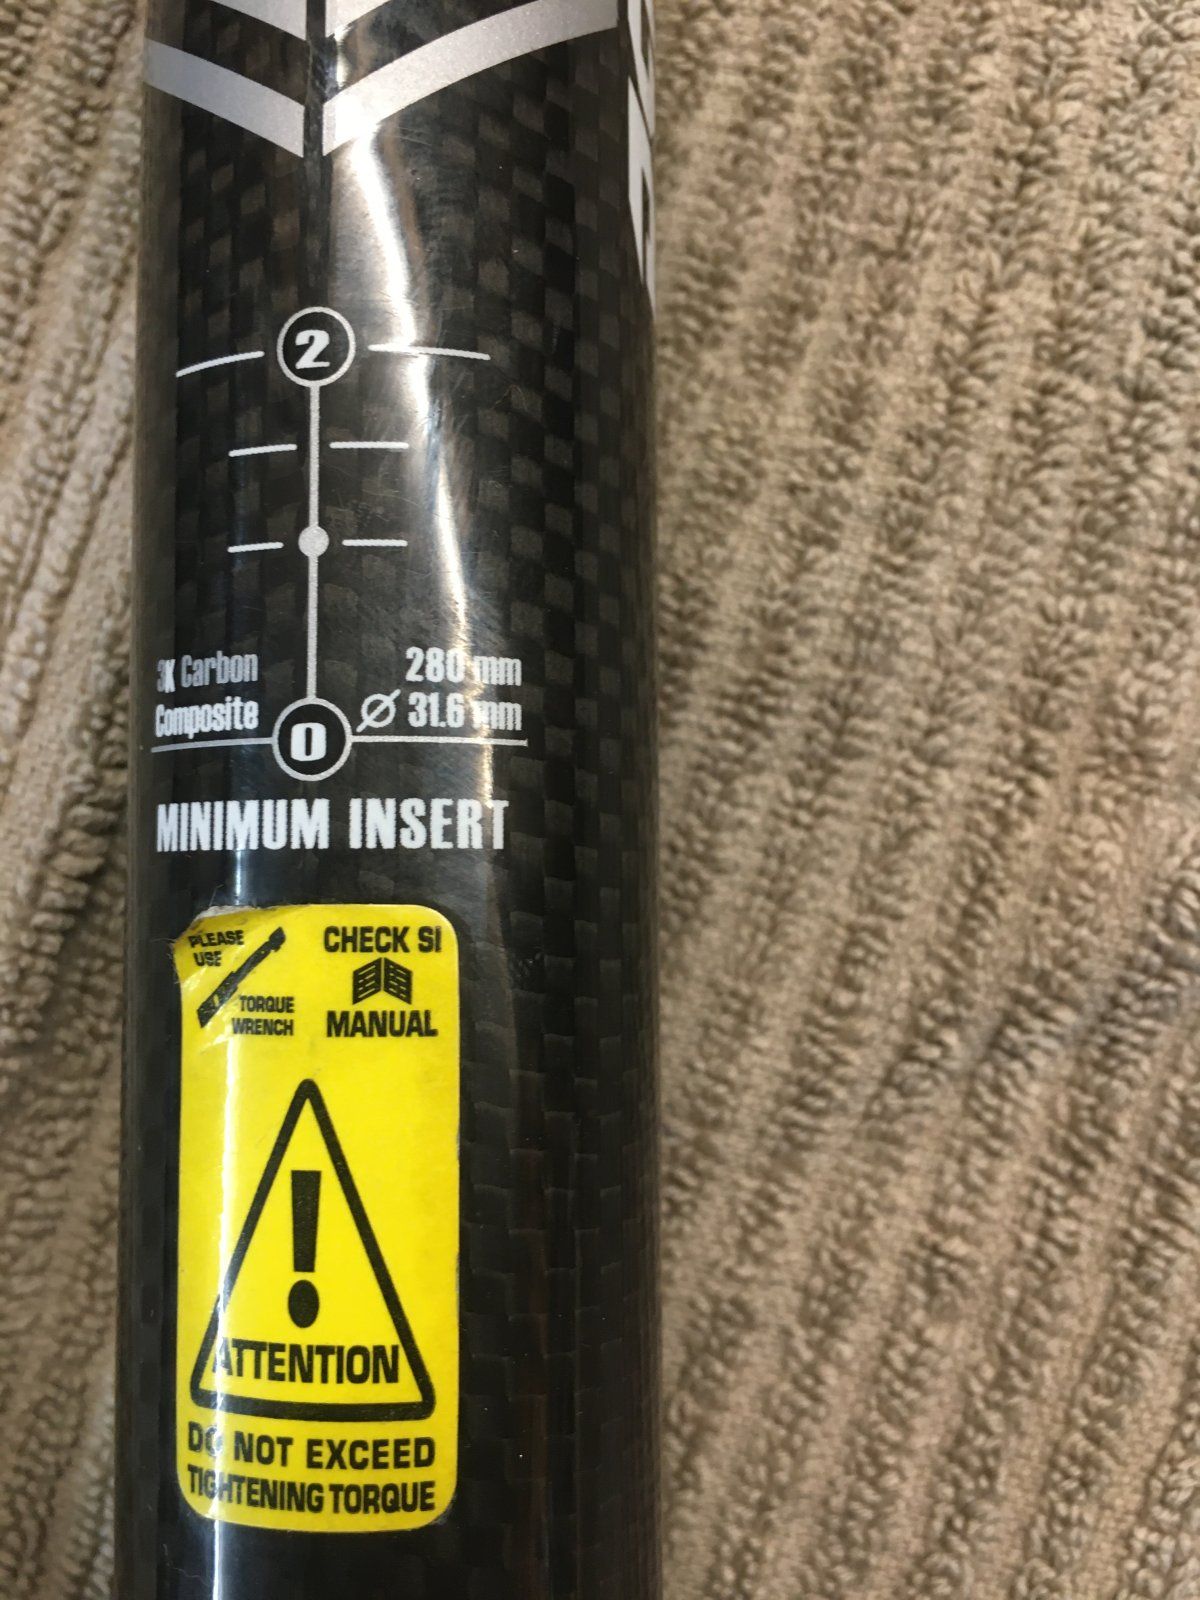 2
3K Carbon
Composite
280 mm
Ø 31.6 mm
0
MINIMUM INSERT
PLEASE
USE
TORQUE
WRENCH
CHECK SI
MANUAL
ATTENTION
DO NOT EXCEED
TIGHTENING TORQUE